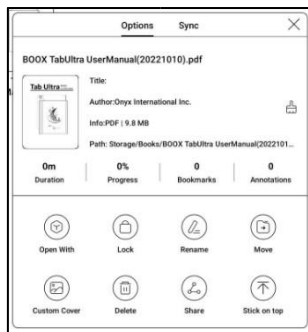 Options Sync
BOOX TabUltra UserManual(20221010).pdf
Tab Ultra
Title:
Author:Onyx International Inc.
Info:PDF | 9.8 MB
Path: Storage/Books/BOOX TabUltra UserManual(2022101...
0m 0% 0 0
Duration Progress Bookmarks Annotations
Open With Lock Rename Move
Custom Cover Delete Share Stick on top